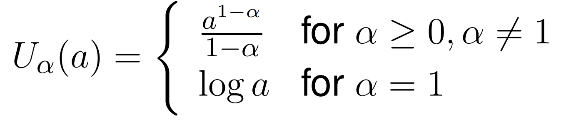 U_α(a) = { a^{1−α} / 1−α for α ≥ 0, α ≠ 1
log a for α = 1